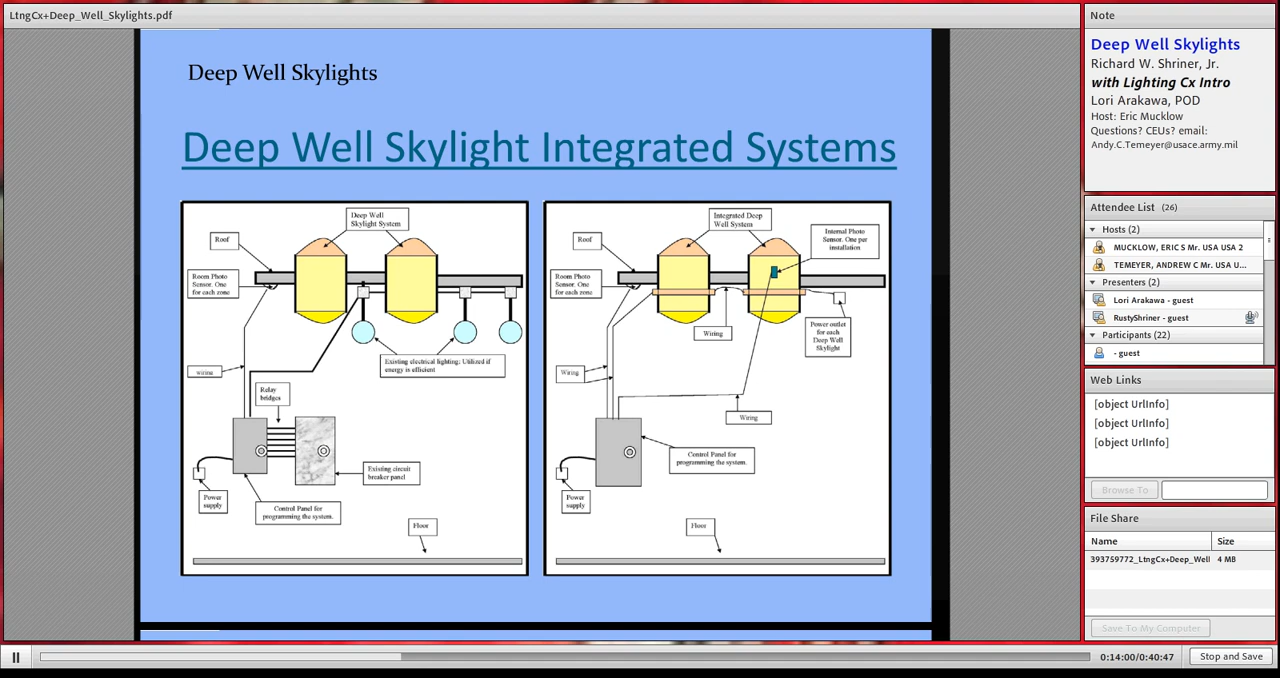 LtngCx+Deep_Well_Skylights.pdf
Deep Well Skylights
Deep Well Skylight Integrated Systems
Deep Well
Skylight System
Roof
Room Photo
Sensor. One
for each zone
wiring
Existing electrical lighting: Utilized if
energy is efficient
Relay
bridges
Existing circuit
breaker panel
Power
supply
Control Panel for
programming the system.
Floor
Integrated Deep
Well System
Internal Photo
Sensor. One per
installation
Roof
Room Photo
Sensor. One
for each zone
Wiring
Power outlet
for each
Deep Well
Skylight
Wiring
Wiring
Control Panel for
programming the system.
Power
supply
Floor
Note
Deep Well Skylights
Richard W. Shriner, Jr.
with Lighting Cx Intro
Lori Arakawa, POD
Host: Eric Mucklow
Questions? CEUs? email:
Andy.C.Temeyer@usace.army.mil
Attendee List (26)
Hosts (2)
MUCKLOW, ERIC S Mr. USA USA 2
TEMEYER, ANDREW C Mr. USA U...
Presenters (2)
Lori Arakawa - guest
RustyShriner - guest
Participants (22)
- guest
Web Links
[object UrlInfo]
[object UrlInfo]
[object UrlInfo]
Browse To
File Share
Name Size
393759772_LtngCx+Deep_Well 4 MB
Save To My Computer
0:14:00/0:40:47
Stop and Save